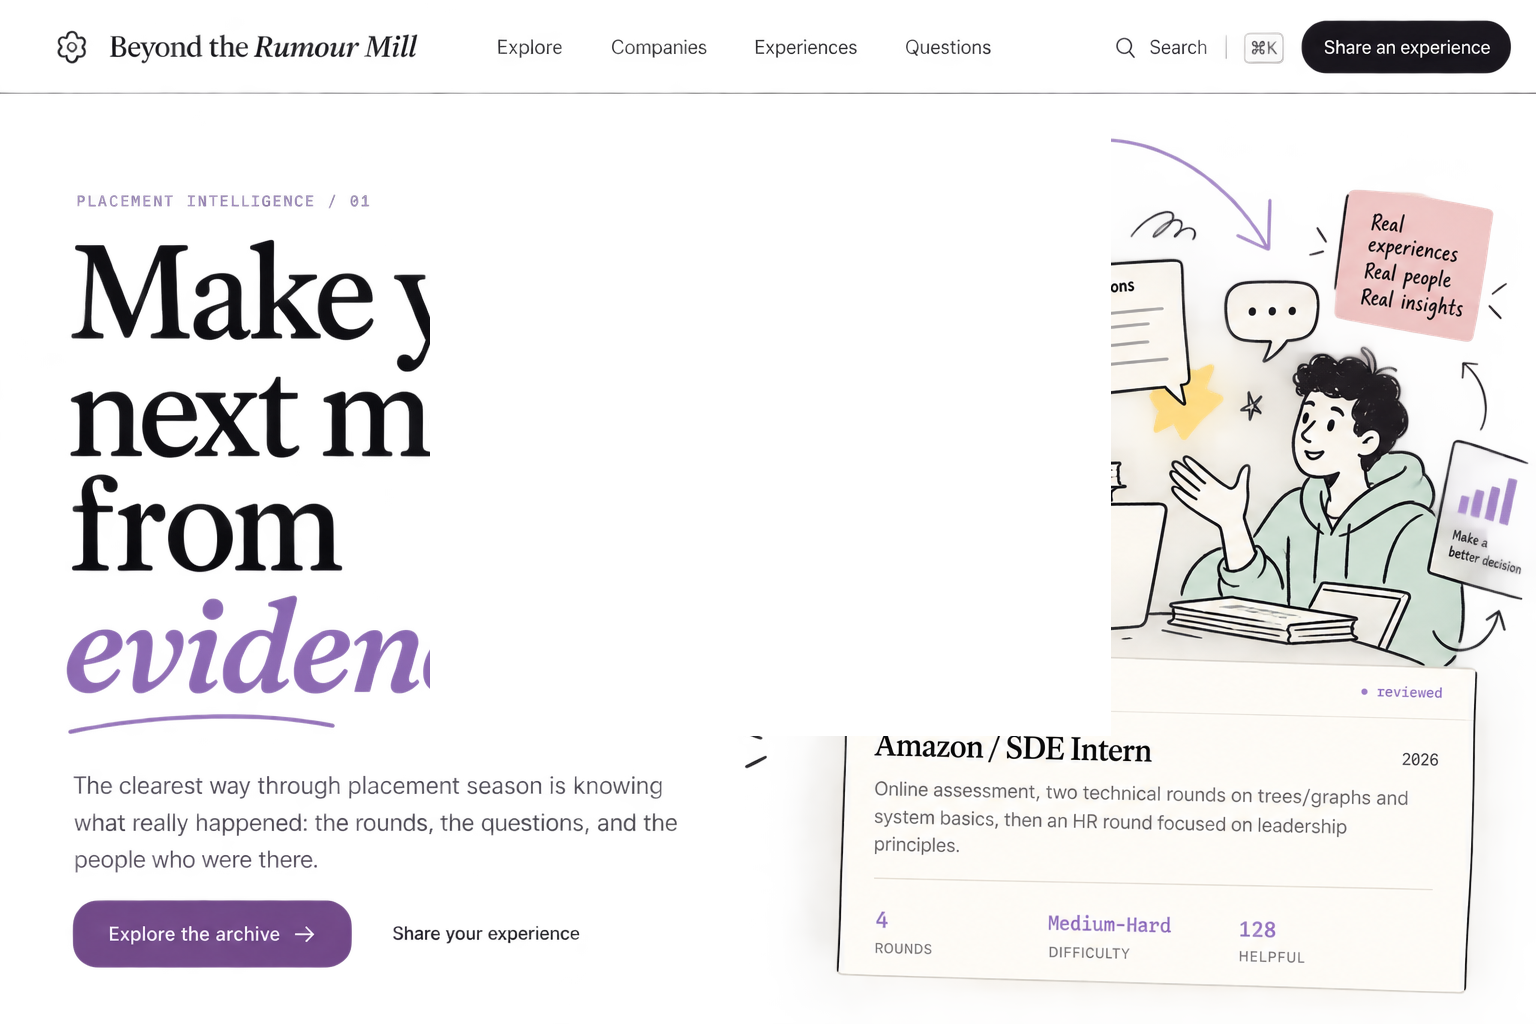 Beyond the Rumour Mill
Explore
Companies
Experiences
Questions
Search
⌘K
Share an experience
PLACEMENT INTELLIGENCE / 01
Make
next
from
Real
experiences
Real people
Real insights
Make a
better decision
reviewed
Amazon / SDE Intern
2026
Online assessment, two technical rounds on trees/graphs and
system basics, then an HR round focused on leadership
principles.
4
ROUNDS
Medium-Hard
DIFFICULTY
128
HELPFUL
The clearest way through placement season is knowing
what really happened: the rounds, the questions, and the
people who were there.
Explore the archive →
Share your experience